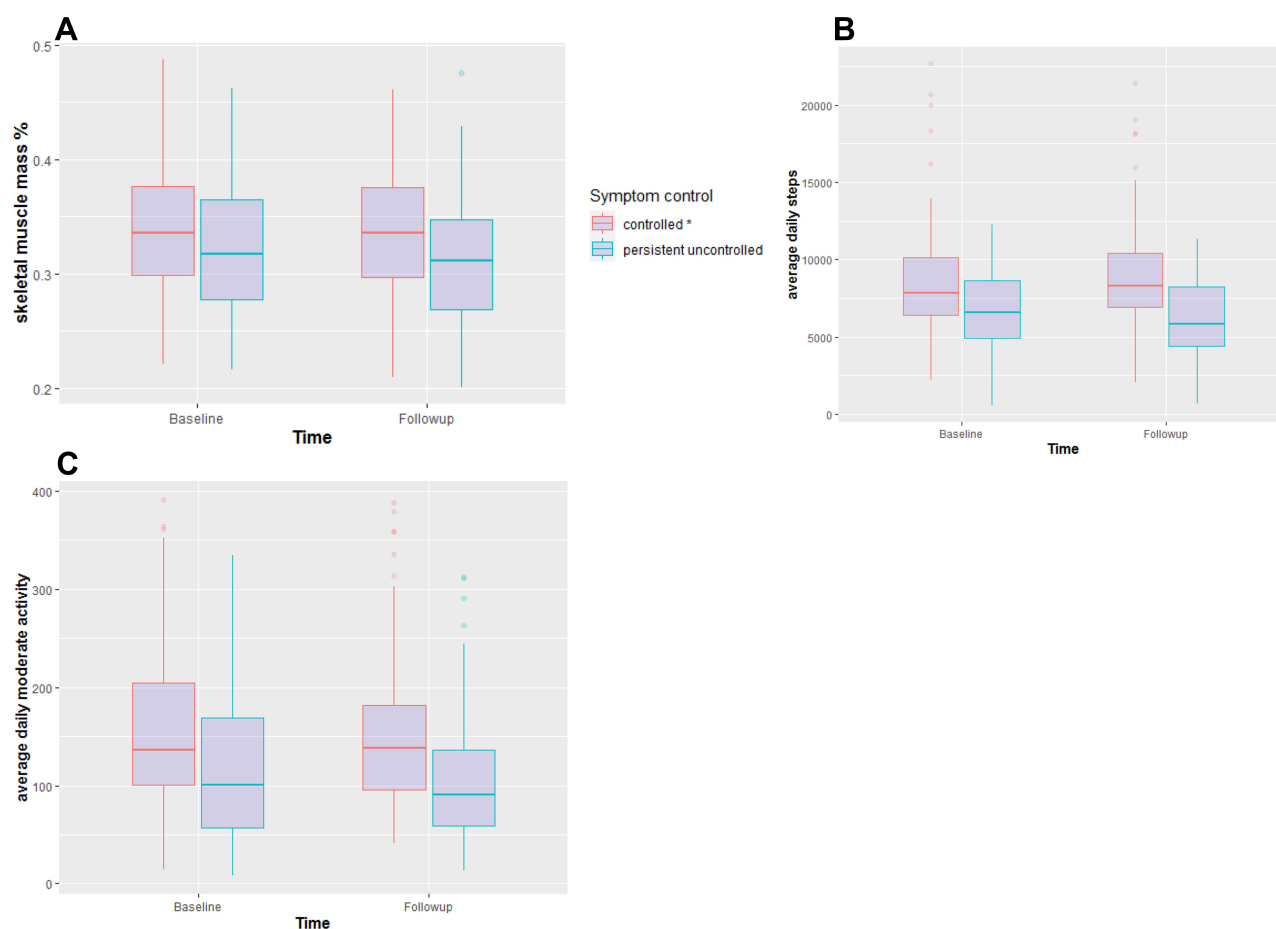 A
0.5
0.4
0.3
0.2
skeletal muscle mass %
Baseline
Followup
Time
Symptom control
controlled *
persistent uncontrolled
B
20000
15000
10000
5000
0
average daily steps
Baseline
Followup
Time
C
400
300
200
100
0
average daily moderate activity
Baseline
Followup
Time